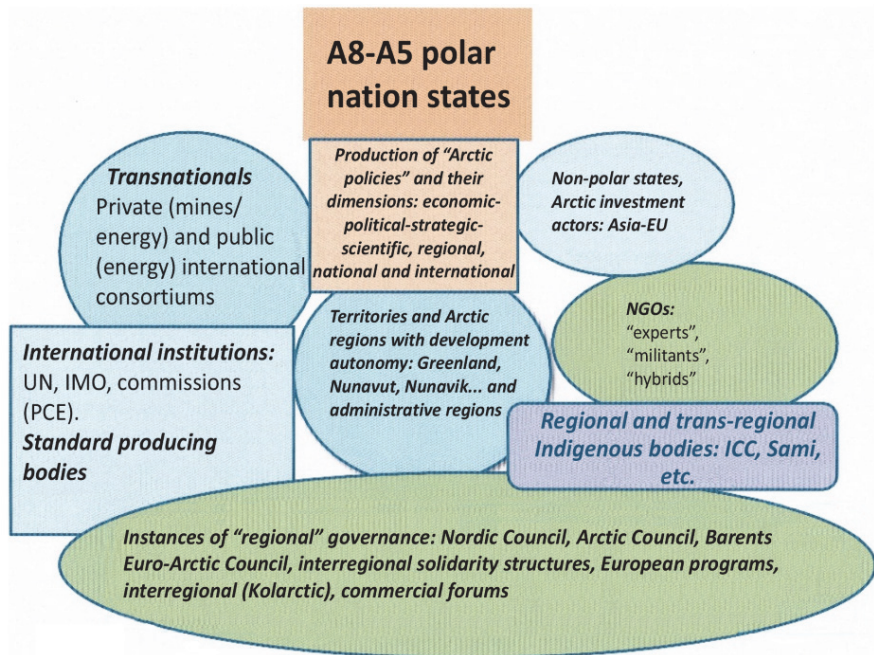 A8-A5 polar
nation states
Production of “Arctic
policies” and their
dimensions: economic-
political-strategic-
scientific, regional,
national and international
Transnationals
Private (mines/
energy) and public
(energy) international
consortiums
Non-polar states,
Arctic investment
actors: Asia-EU
International institutions:
UN, IMO, commissions
(PCE).
Standard producing
bodies
Territories and Arctic
regions with development
autonomy: Greenland,
Nunavut, Nunavik... and
administrative regions
NGOs:
“experts”,
“militants”,
“hybrids”
Regional and trans-regional
Indigenous bodies: ICC, Sami,
etc.
Instances of “regional” governance: Nordic Council, Arctic Council, Barents
Euro-Arctic Council, interregional solidarity structures, European programs,
interregional (Kolarctic), commercial forums